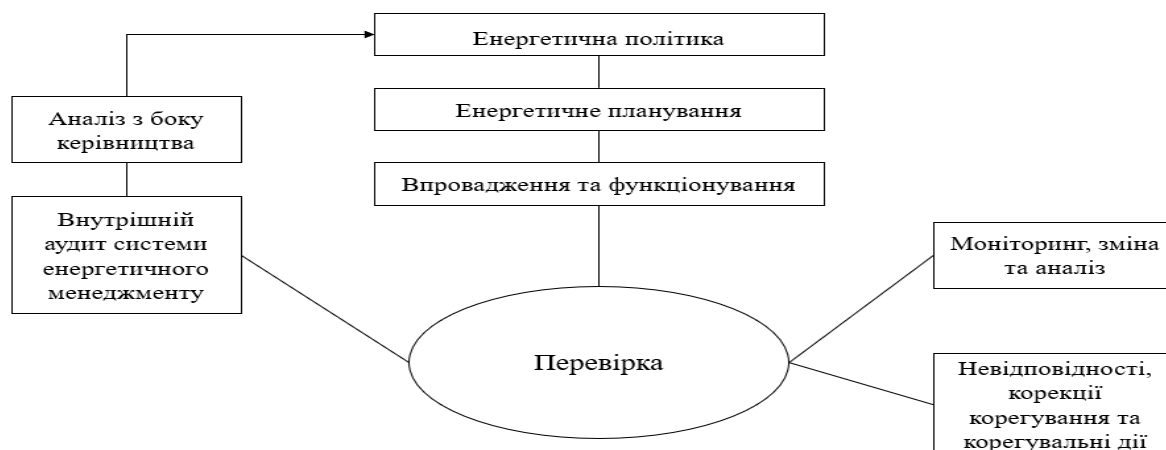 Енергетична політика
Енергетичне планування
Аналіз з боку
керівництва
Впровадження та функціонування
Внутрішній
аудит системи
енергетичного
менеджменту
Моніторинг, зміна
та аналіз
Перевірка
Невідповідності,
корекції
корегування та
корегувальні дії